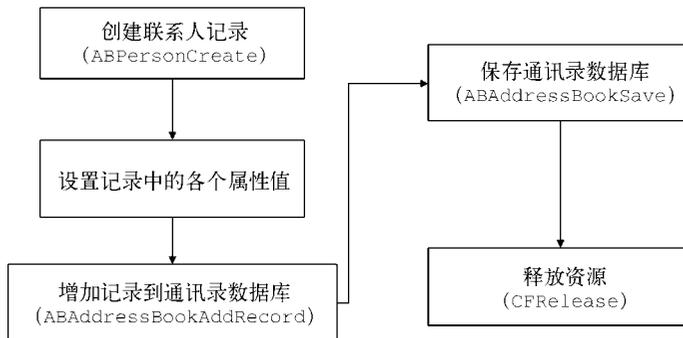 创建联系人记录
(ABPersonCreate)
设置记录中的各个属性值
增加记录到通讯录数据库
(ABAddressBookAddRecord)
保存通讯录数据库
(ABAddressBookSave)
释放资源
(CFRelease)